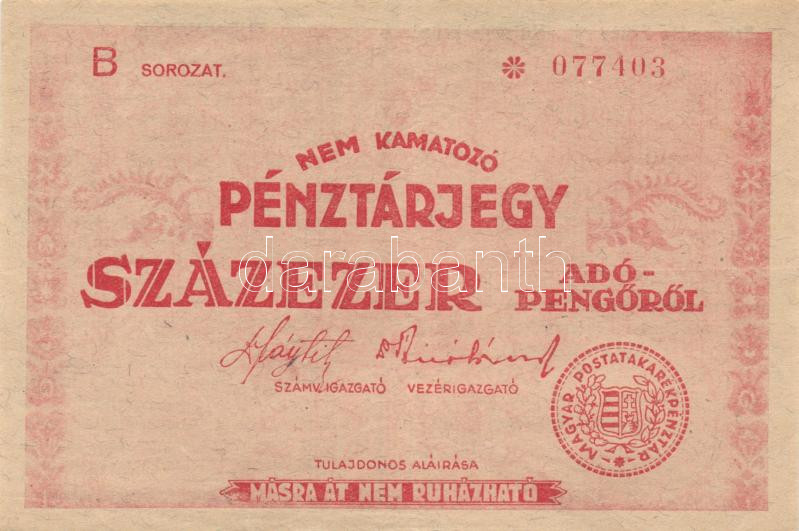 B SOROZAT.
* 077403
NEM KAMATOZÓ
PÉNZTÁRJEGY
SZÁZEZER ADÓ-
PENGŐRŐL
SZÁMV. IGAZGATÓ VEZÉRIGAZGATÓ
MAGYAR POSTATAKARÉKPÉNZTÁR
TULAJDONOS ALÁIRÁSA
MÁSRA ÁT NEM RUHÁZHATÓ
darabanth